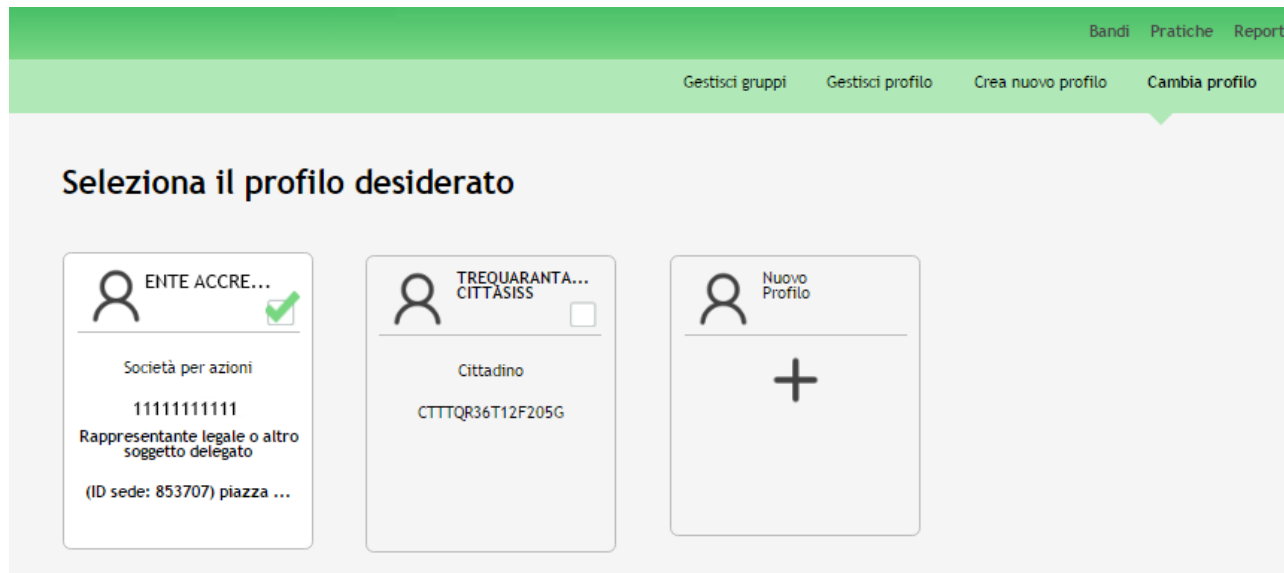 Bandi Pratiche Report
Gestisci gruppi Gestisci profilo Crea nuovo profilo Cambia profilo
Seleziona il profilo desiderato
ENTE ACCRE...
Società per azioni
11111111111
Rappresentante legale o altro
soggetto delegato
(ID sede: 853707) piazza ...
TREQUARANTA...
CITTÀSISS
Cittadino
CTTTQR36T12F205G
Nuovo
Profilo